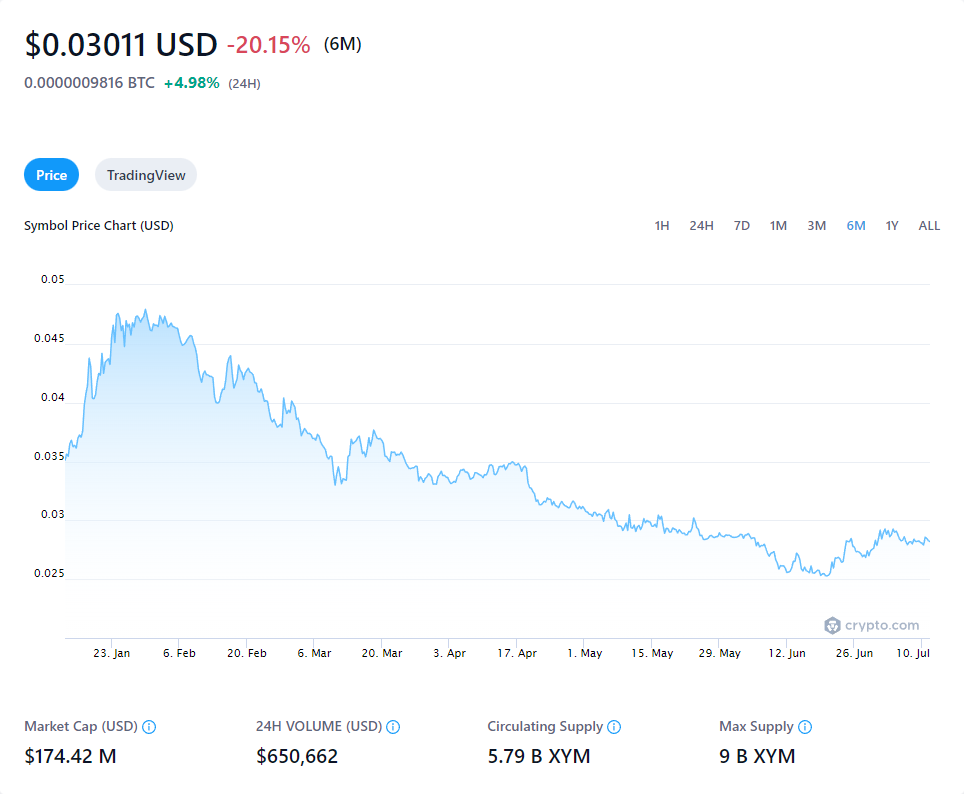 $0.03011 USD -20.15% (6M)
0.0000009816 BTC +4.98% (24H)
Price TradingView
Symbol Price Chart (USD) 1H 24H 7D 1M 3M 6M 1Y ALL
0.05
0.045
0.04
0.035
0.03
0.025
crypto.com
23. Jan 6. Feb 20. Feb 6. Mar 20. Mar 3. Apr 17. Apr 1. May 15. May 29. May 12. Jun 26. Jun 10. Jul
Market Cap (USD) 24H VOLUME (USD) Circulating Supply Max Supply
$174.42 M $650,662 5.79 B XYM 9 B XYM